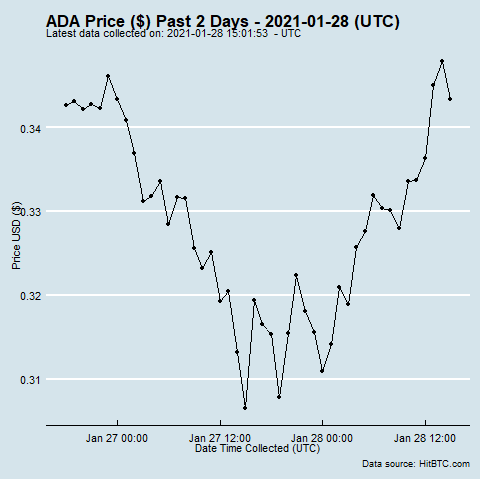 ADA Price ($) Past 2 Days - 2021-01-28 (UTC)
Latest data collected on: 2021-01-28 15:01:53  - UTC
0.34
0.33
0.32
0.31
Price USD ($)
Jan 27 00:00
Jan 27 12:00
Jan 28 00:00
Jan 28 12:00
Date Time Collected (UTC)
Data source: HitBTC.com